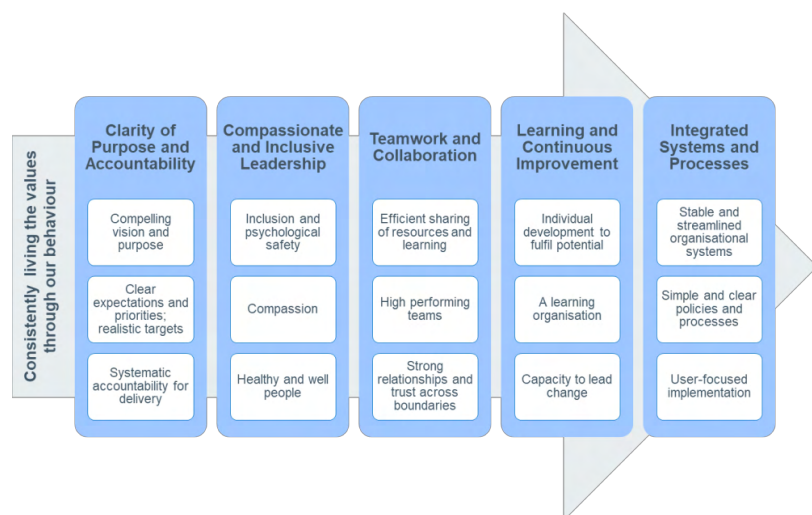 Consistently living the values
through our behaviour
Clarity of
Purpose and
Accountability
Compelling
vision and
purpose
Clear
expectations and
priorities;
realistic targets
Systematic
accountability for
delivery
Compassionate
and Inclusive
Leadership
Inclusion and
psychological
safety
Compassion
Healthy and well
people
Teamwork and
Collaboration
Efficient sharing
of resources and
learning
High performing
teams
Strong
relationships and
trust across
boundaries
Learning and
Continuous
Improvement
Individual
development to
fulfil potential
A learning
organisation
Capacity to lead
change
Integrated
Systems and
Processes
Stable and
streamlined
organisational
systems
Simple and clear
policies and
processes
User-focused
implementation